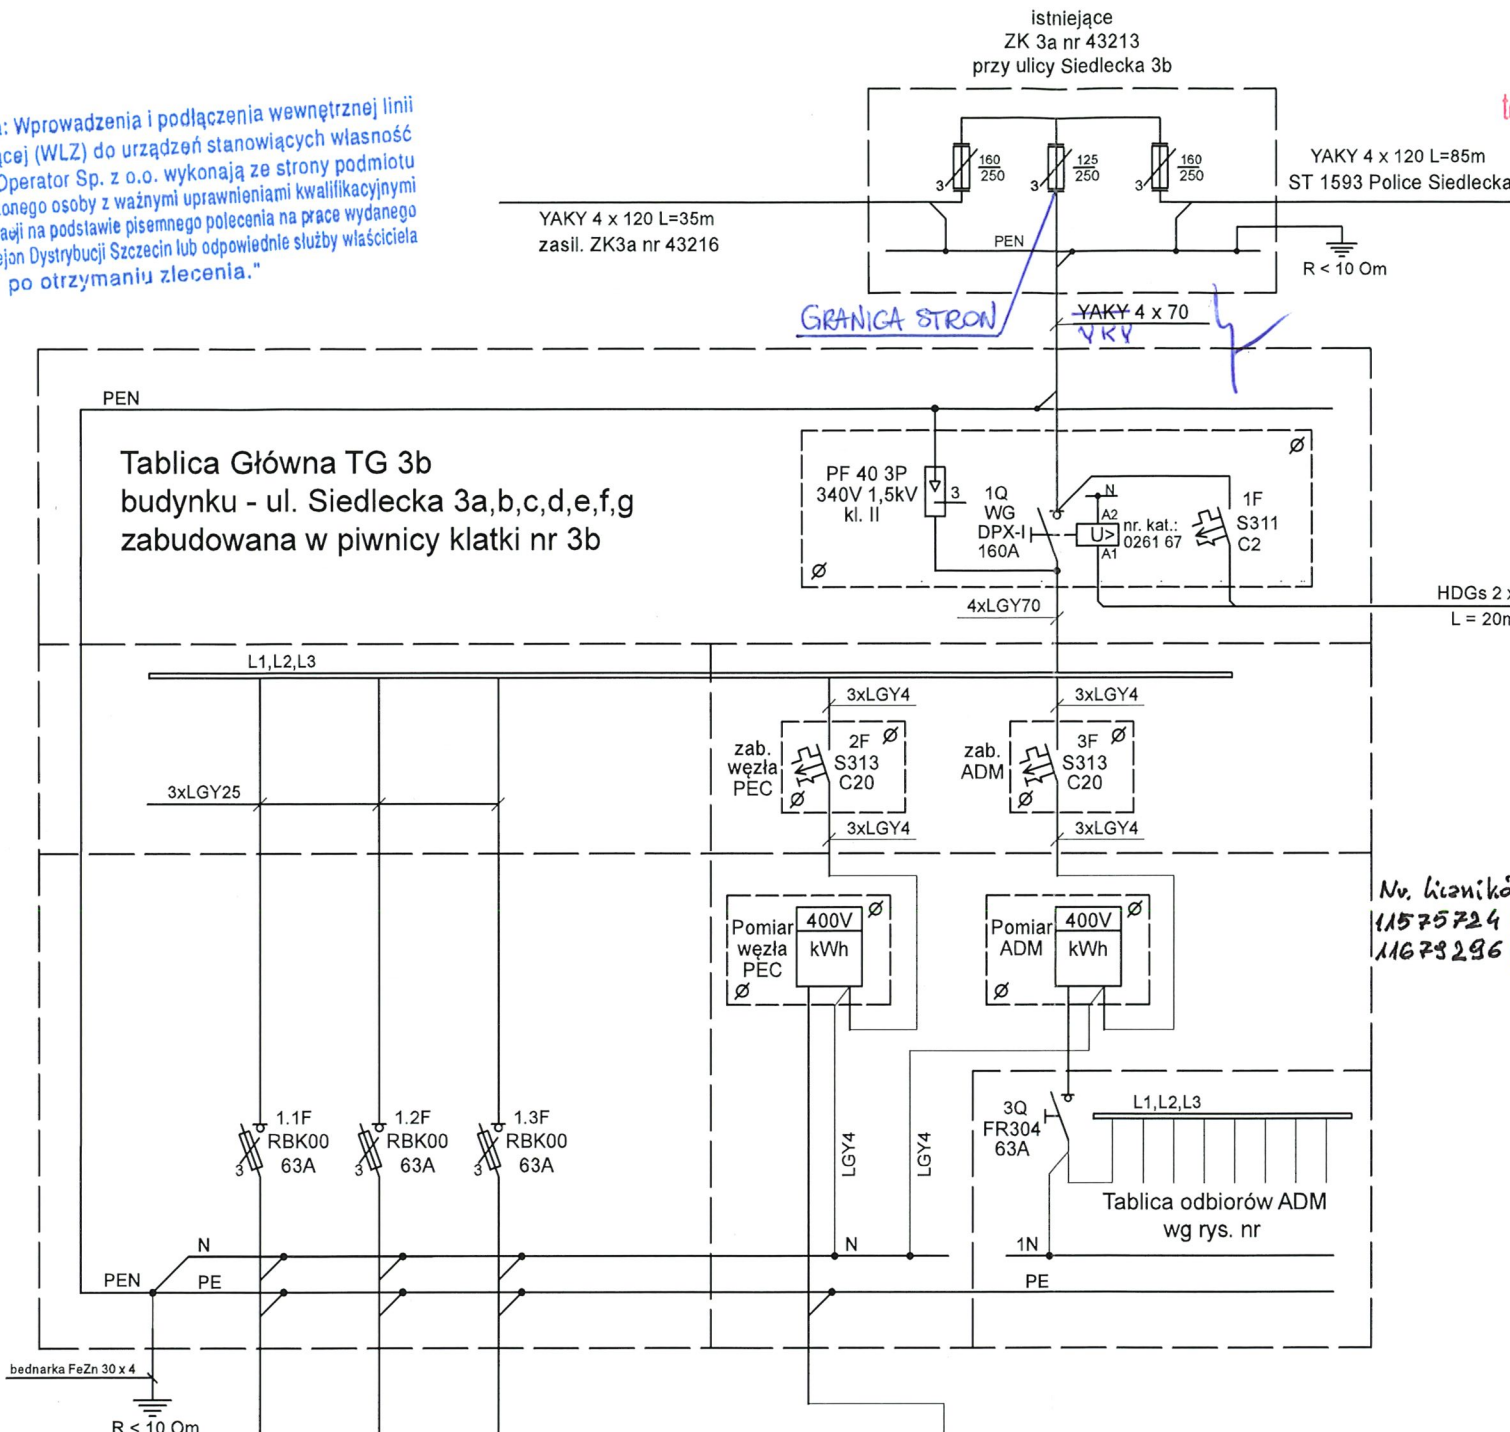 istniejące
ZK 3a nr 43213
przy ulicy Siedlecka 3b
: Wprowadzenia i podłączenia wewnętrznej linii
cej (WLZ) do urządzeń stanowiących własność
Operator Sp. z o.o. wykonają ze strony podmiotu
onego osoby z ważnymi uprawnieniami kwalifikacyjnymi
acji na podstawie pisemnego polecenia na prace wydanego
ejon Dystrybucji Szczecin lub odpowiednie służby właściciela
po otrzymaniu zlecenia."
160
250
3
125
250
3
160
250
3
YAKY 4 x 120 L=85m
ST 1593 Police Siedlecka
YAKY 4 x 120 L=35m
zasil. ZK3a nr 43216
PEN
R < 10 Om
GRANICA STRON
YAKY 4 x 70
YKY
PEN
Tablica Główna TG 3b
budynku - ul. Siedlecka 3a,b,c,d,e,f,g
zabudowana w piwnicy klatki nr 3b
PF 40 3P
340V 1,5kV
kl. II
3
1Q
WG
DPX-I
160A
N
A2
U>
A1
nr. kat.:
0261 67
1F
S311
C2
4xLGY70
HDGs 2
L = 20m
L1,L2,L3
3xLGY4
3xLGY4
zab.
węzła
PEC
2F
S313
C20
zab.
ADM
3F
S313
C20
3xLGY25
3xLGY4
3xLGY4
Nr. liczników
11575724
11679296
Pomiar
węzła
PEC
400V
kWh
Pomiar
ADM
400V
kWh
1.1F
RBK00
63A
3
1.2F
RBK00
63A
3
1.3F
RBK00
63A
3
LGY4
LGY4
3Q
FR304
63A
L1,L2,L3
Tablica odbiorów ADM
wg rys. nr
N
N
1N
PEN
PE
PE
bednarka FeZn 30 x 4
R < 10 Om